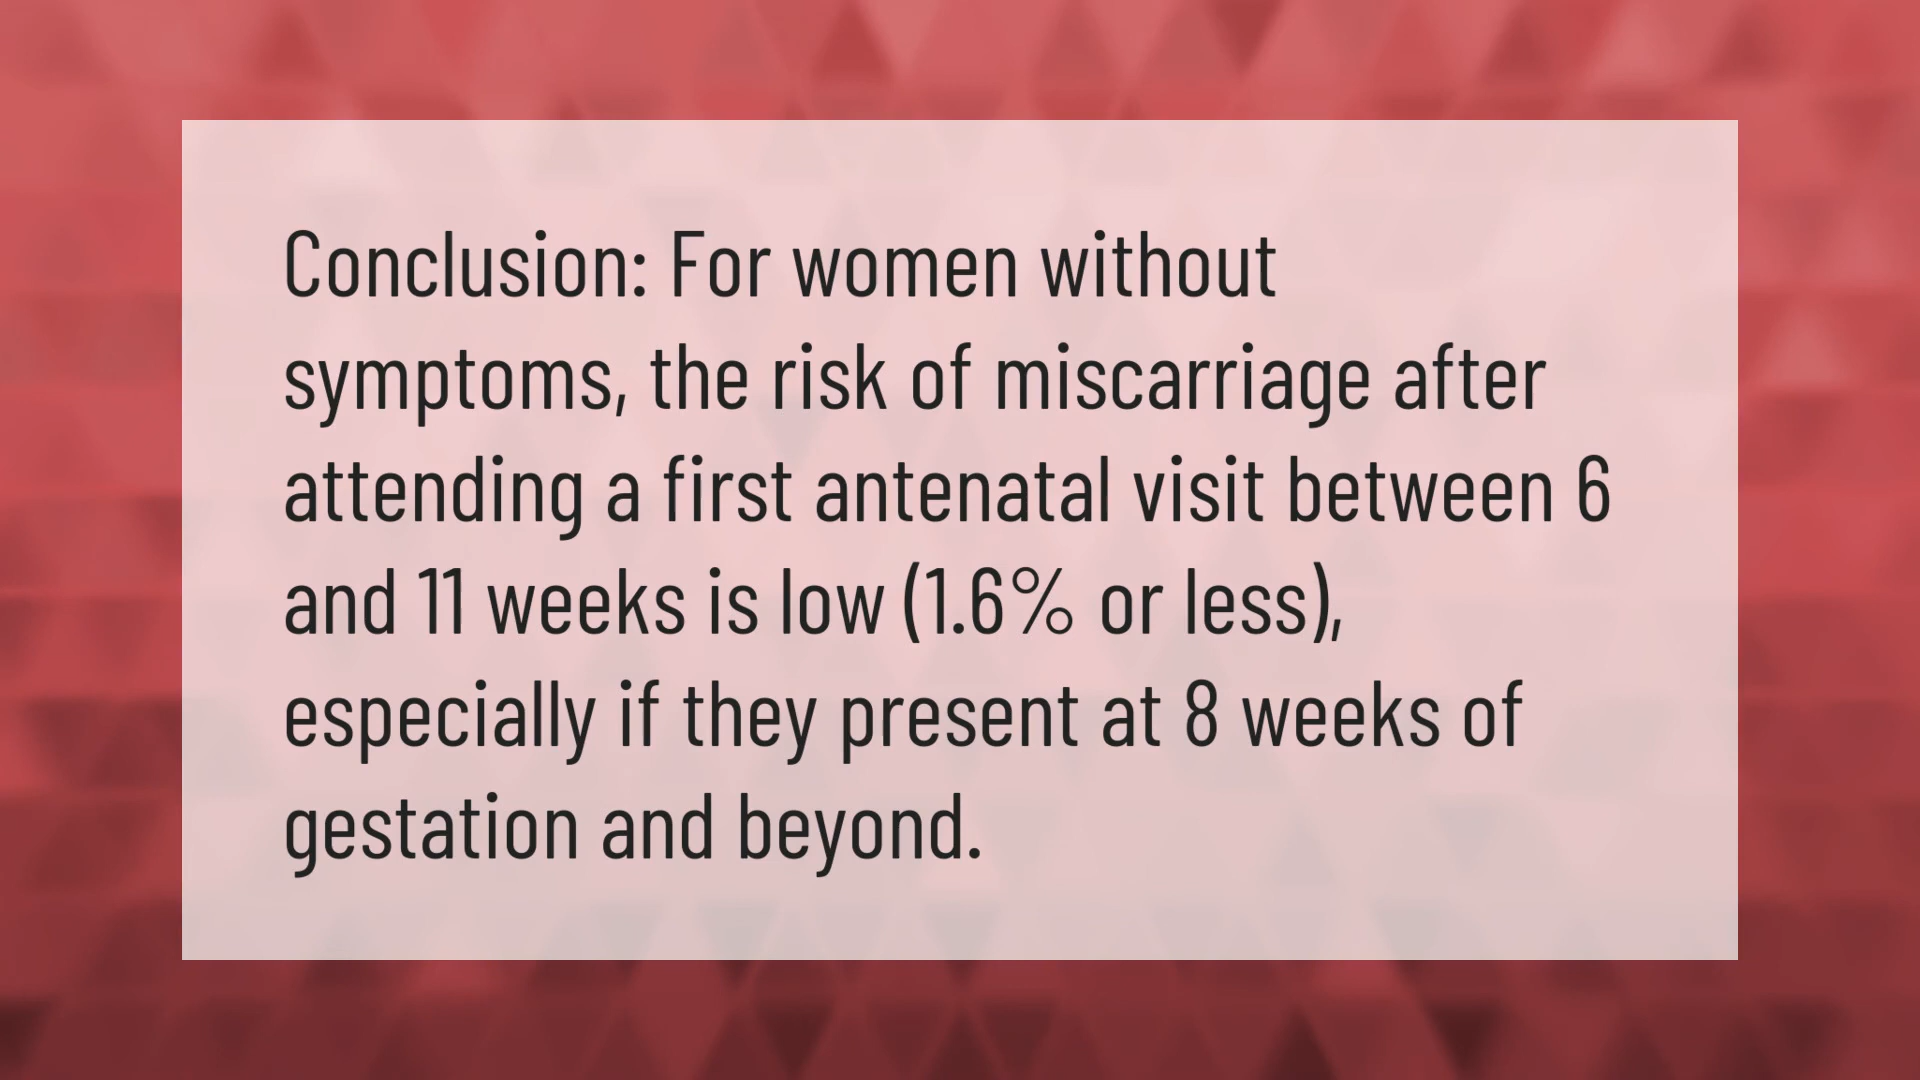 Conclusion: For women without
symptoms, the risk of miscarriage after
attending a first antenatal visit between 6
and 11 weeks is low (1.6% or less),
especially if they present at 8 weeks of
gestation and beyond.